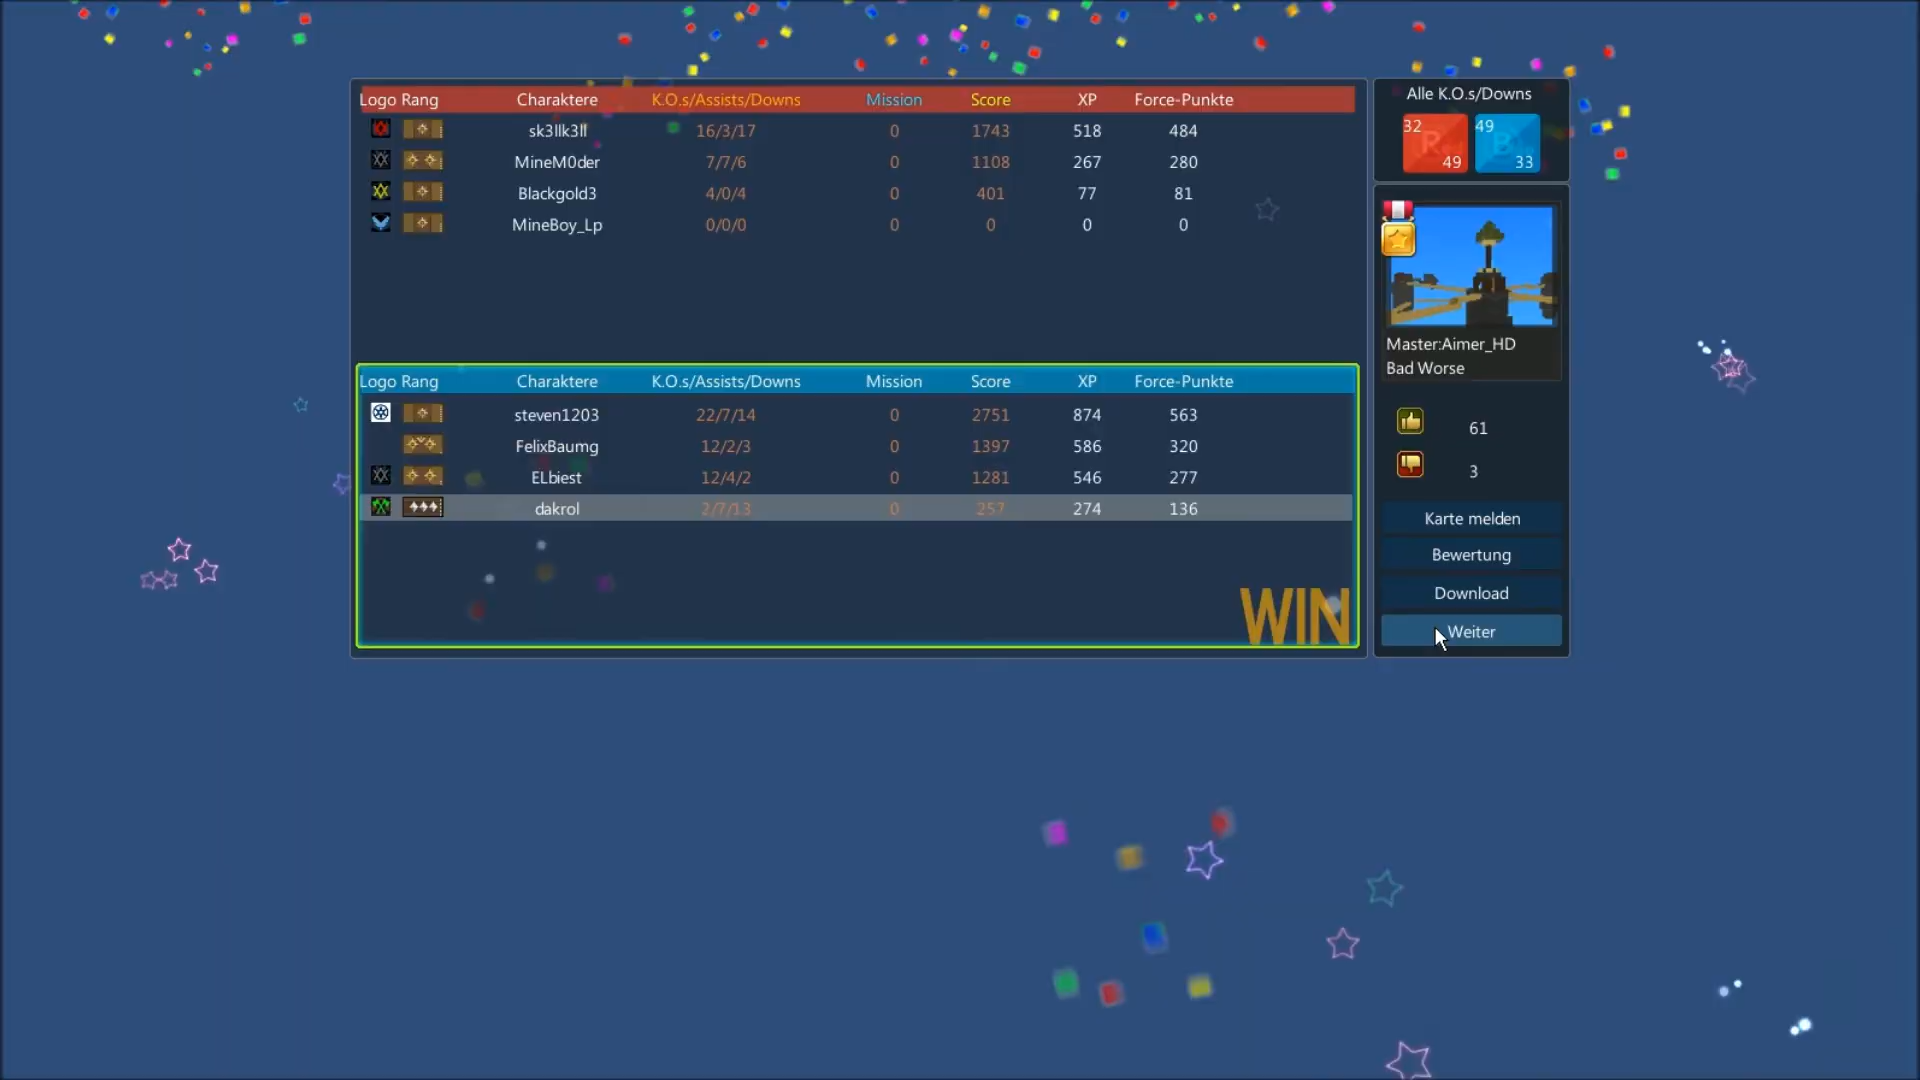 Logo Rang Charaktere K.O.s/Assists/Downs Mission Score XP Force-Punkte
sk3llk3ll 16/3/17 0 1743 518 484
MineM0der 7/7/6 0 1108 267 280
Blackgold3 4/0/4 0 401 77 81
MineBoy_Lp 0/0/0 0 0 0 0
Logo Rang Charaktere K.O.s/Assists/Downs Mission Score XP Force-Punkte
steven1203 22/7/14 0 2751 874 563
FelixBaumg 12/2/3 0 1397 586 320
ELbiest 12/4/2 0 1281 546 277
dakrol 2/7/13 0 257 274 136
WIN
Alle K.O.s/Downs
32 49
49 33
Master:Aimer_HD
Bad Worse
61
3
Karte melden
Bewertung
Download
Weiter